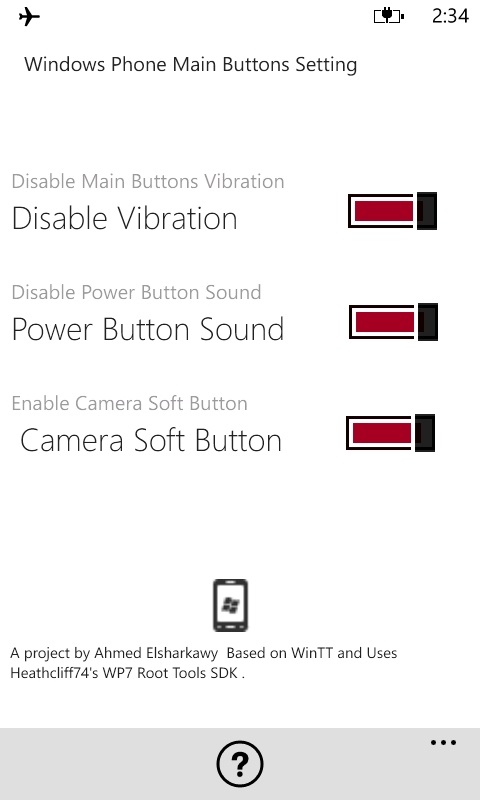 2:34
Windows Phone Main Buttons Setting
Disable Main Buttons Vibration
Disable Vibration
Disable Power Button Sound
Power Button Sound
Enable Camera Soft Button
Camera Soft Button
A project by Ahmed Elsharkawy  Based on WinTT and Uses
Heathcliff74's WP7 Root Tools SDK .
?